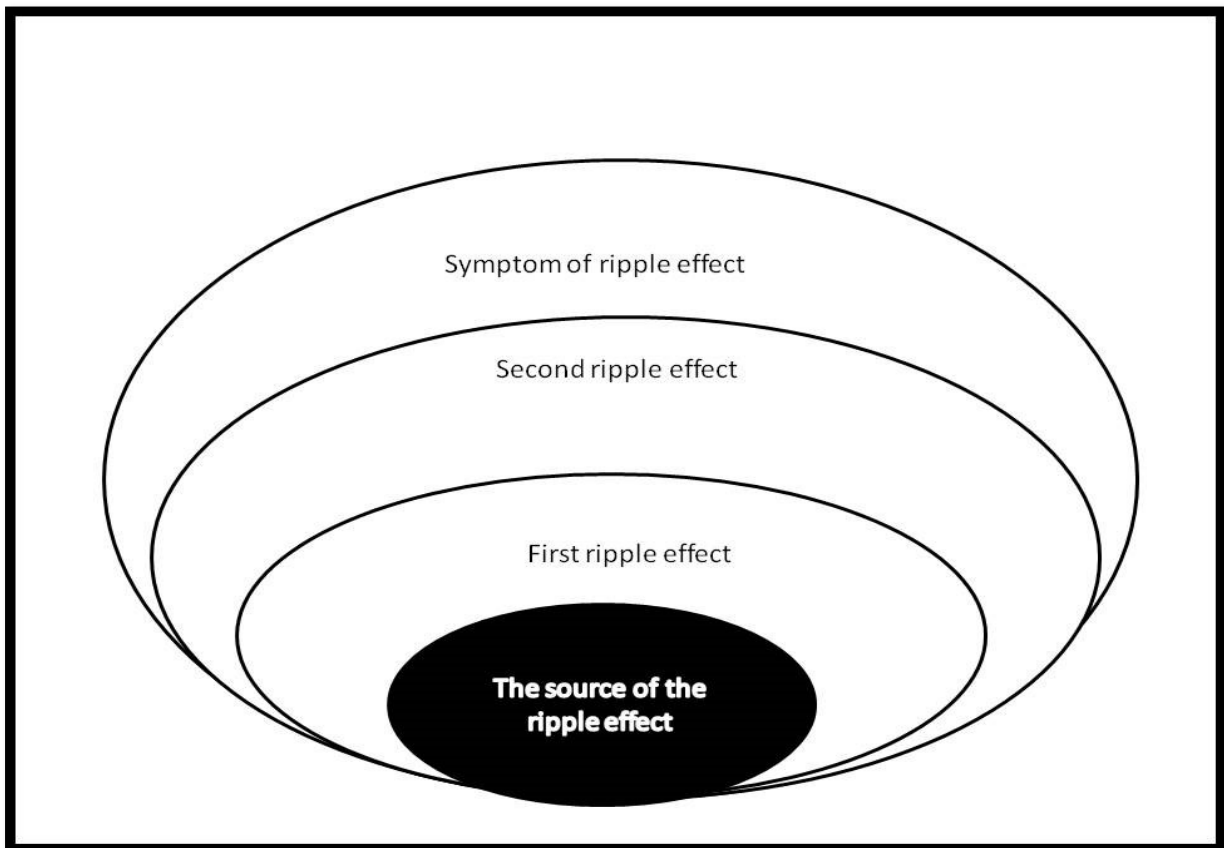 Symptom of ripple effect
Second ripple effect
First ripple effect
The source of the
ripple effect